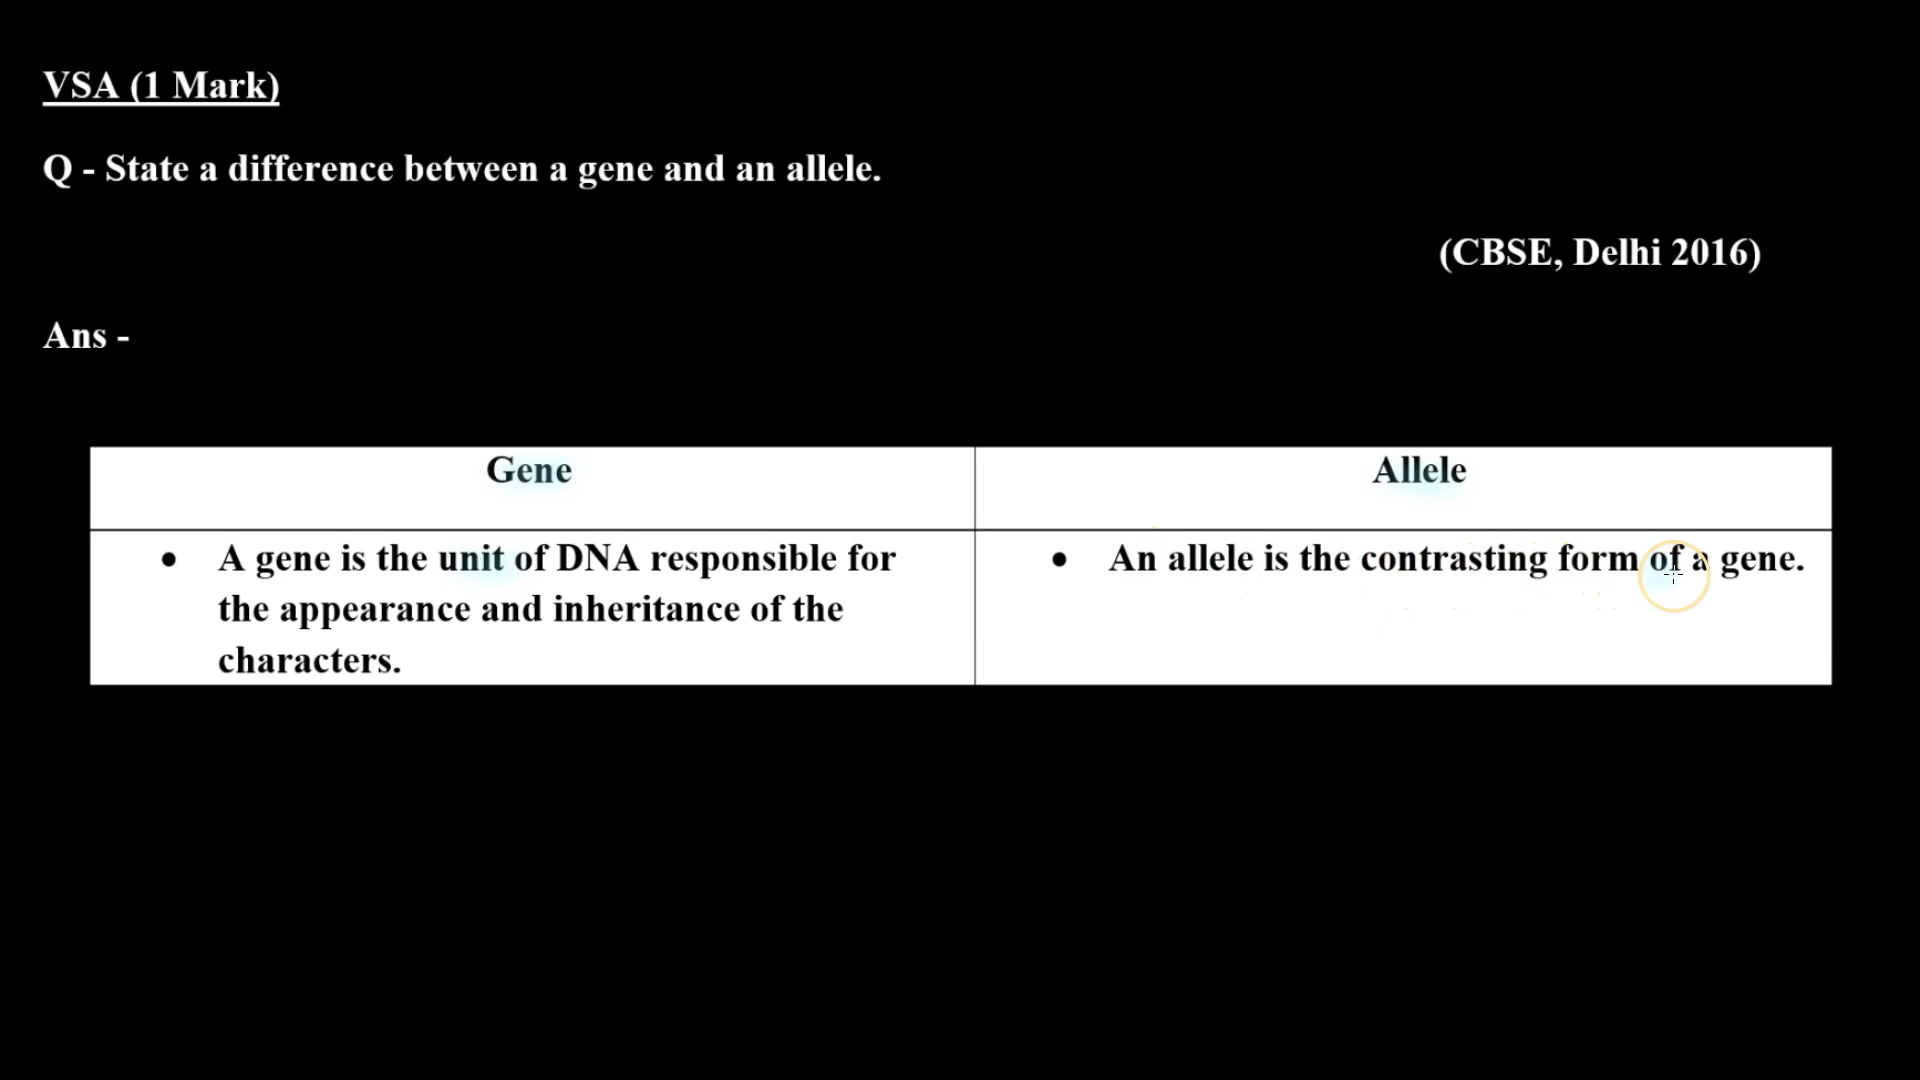 VSA (1 Mark)
Q - State a difference between a gene and an allele.
(CBSE, Delhi 2016)
Ans -
Gene
Allele
• A gene is the unit of DNA responsible for
the appearance and inheritance of the
characters.
• An allele is the contrasting form of a gene.